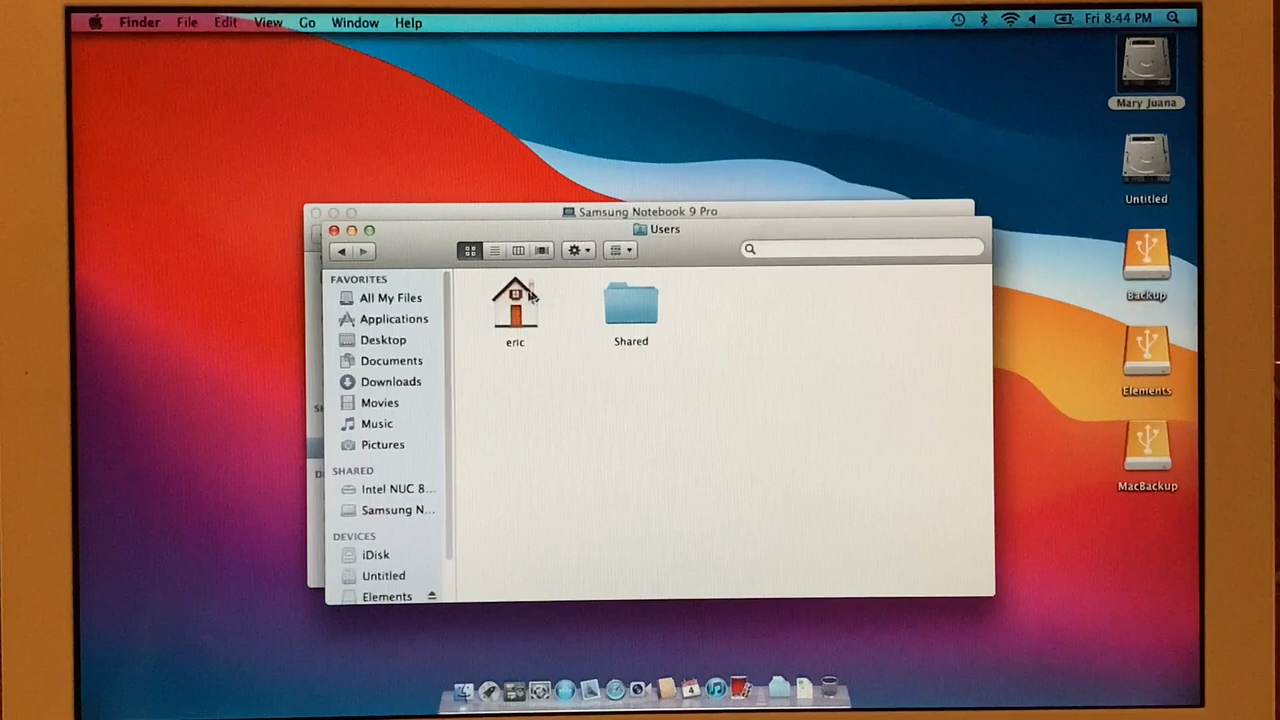 Finder File Edit View Go Window Help
Fri 8:44 PM
Mary Juana
Untitled
Backup
Elements
MacBackup
Samsung Notebook 9 Pro
Users
FAVORITES
All My Files
Applications
Desktop
Documents
Downloads
Movies
Music
Pictures
SHARED
Intel NUC 8...
Samsung N...
DEVICES
iDisk
Untitled
Elements
eric
Shared
4